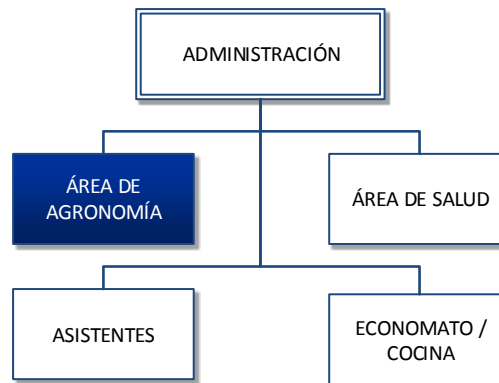 ADMINISTRACIÓN
ÁREA DE
AGRONOMÍA
ÁREA DE SALUD
ASISTENTES
ECONOMATO /
COCINA